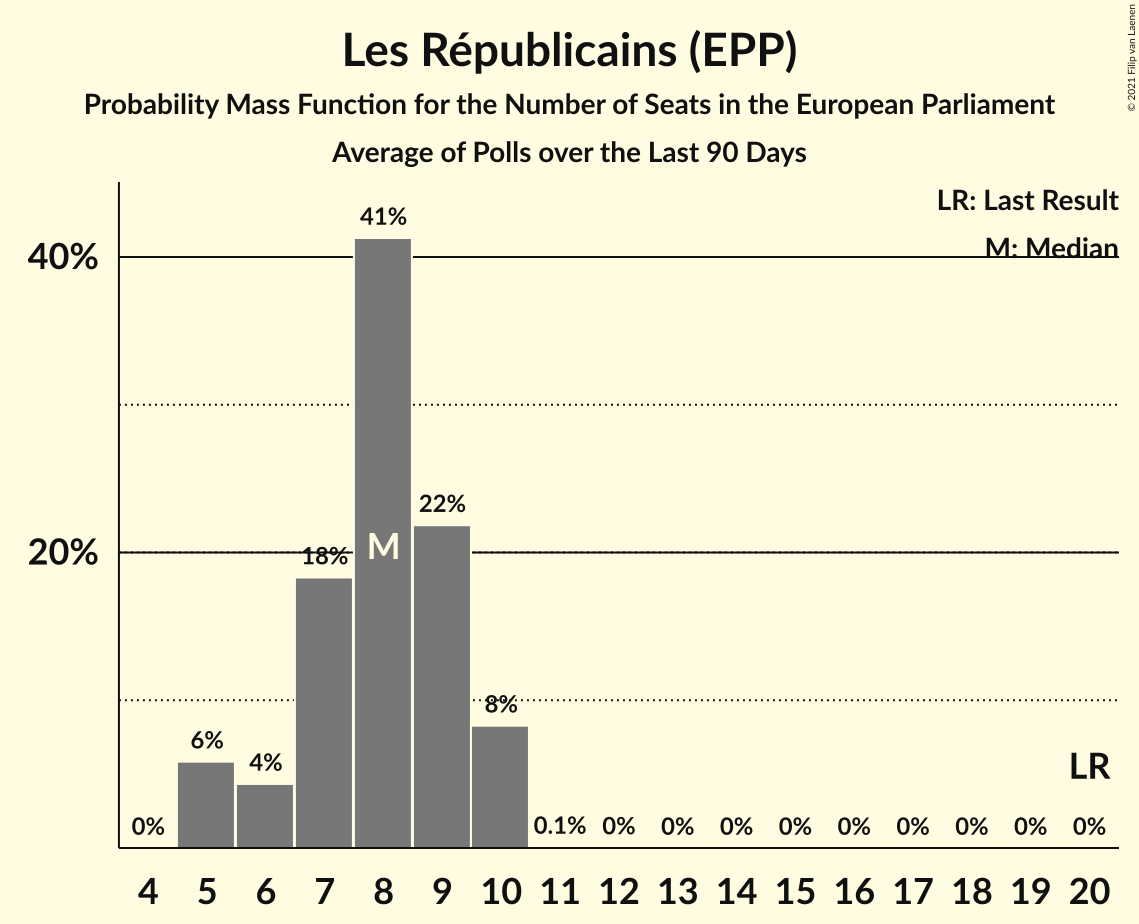 Les Républicains (EPP)
Probability Mass Function for the Number of Seats in the European Parliament
Average of Polls over the Last 90 Days
© 2021 Filip van Laenen
LR: Last Result
M: Median
40%
20%
0%
6%
4%
18%
41%
22%
8%
0.1%
0%
0%
0%
0%
0%
0%
0%
0%
0%
M
LR
4 5 6 7 8 9 10 11 12 13 14 15 16 17 18 19 20